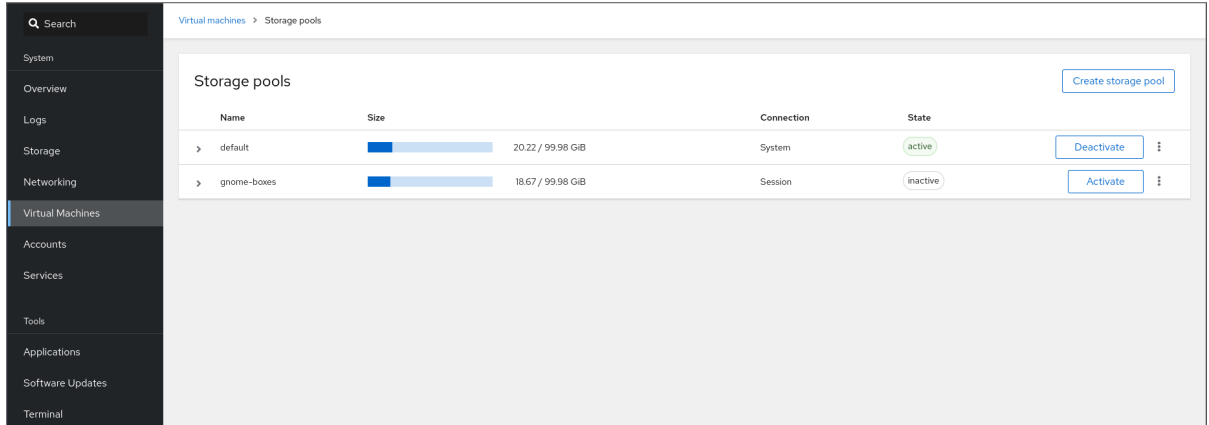 Search
System
Overview
Logs
Storage
Networking
Virtual Machines
Accounts
Services
Tools
Applications
Software Updates
Terminal
Virtual machines > Storage pools
Storage pools
Create storage pool
Name Size Connection State
default 20.22 / 99.98 GiB System active Deactivate
gnome-boxes 18.67 / 99.98 GiB Session inactive Activate